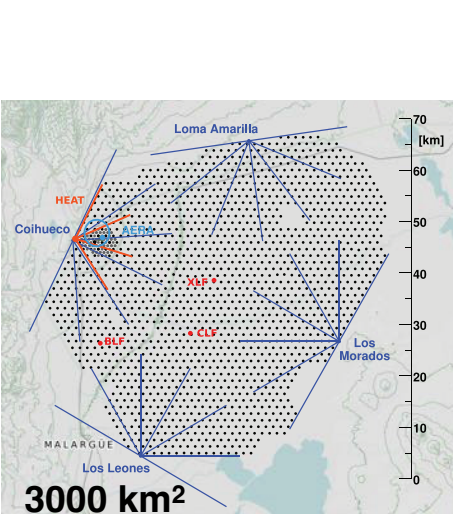 70
[km]
Loma Amarilla
60
HEAT
50
Coihueco
AERA
40
XLF
30
BLF
CLF
Los
Morados
20
10
MALARGUE
Los Leones
0
3000 km²